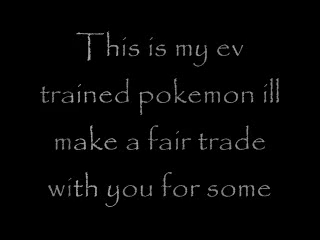 This is my ev
trained pokemon ill
make a fair trade
with you for some